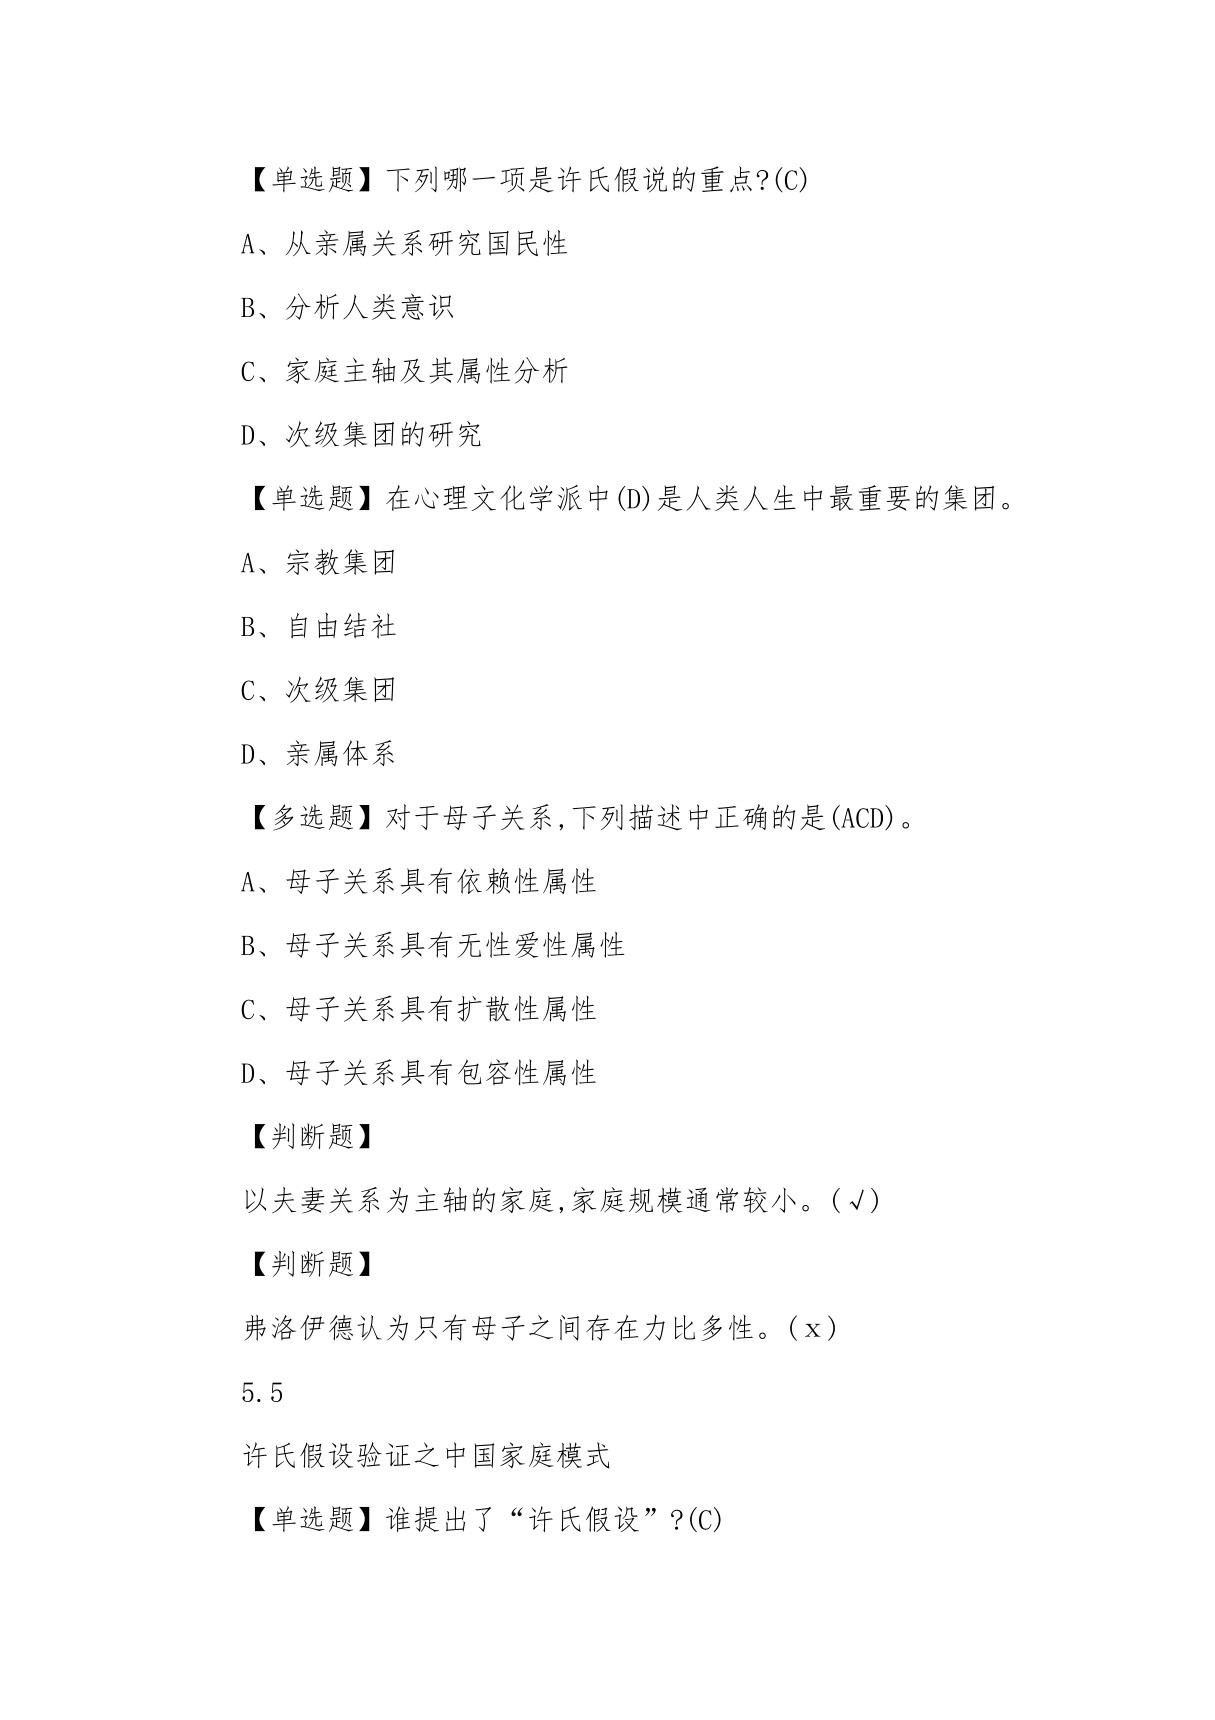 【单选题】下列哪一项是许氏假说的重点?(C)
A、从亲属关系研究国民性
B、分析人类意识
C、家庭主轴及其属性分析
D、次级集团的研究
【单选题】在心理文化学派中(D)是人类人生中最重要的集团。
A、宗教集团
B、自由结社
C、次级集团
D、亲属体系
【多选题】对于母子关系,下列描述中正确的是(ACD)。
A、母子关系具有依赖性属性
B、母子关系具有无性爱性属性
C、母子关系具有扩散性属性
D、母子关系具有包容性属性
【判断题】
以夫妻关系为主轴的家庭,家庭规模通常较小。(√)
【判断题】
弗洛伊德认为只有母子之间存在力比多性。(x)
5.5
许氏假设验证之中国家庭模式
【单选题】谁提出了“许氏假设”?(C)